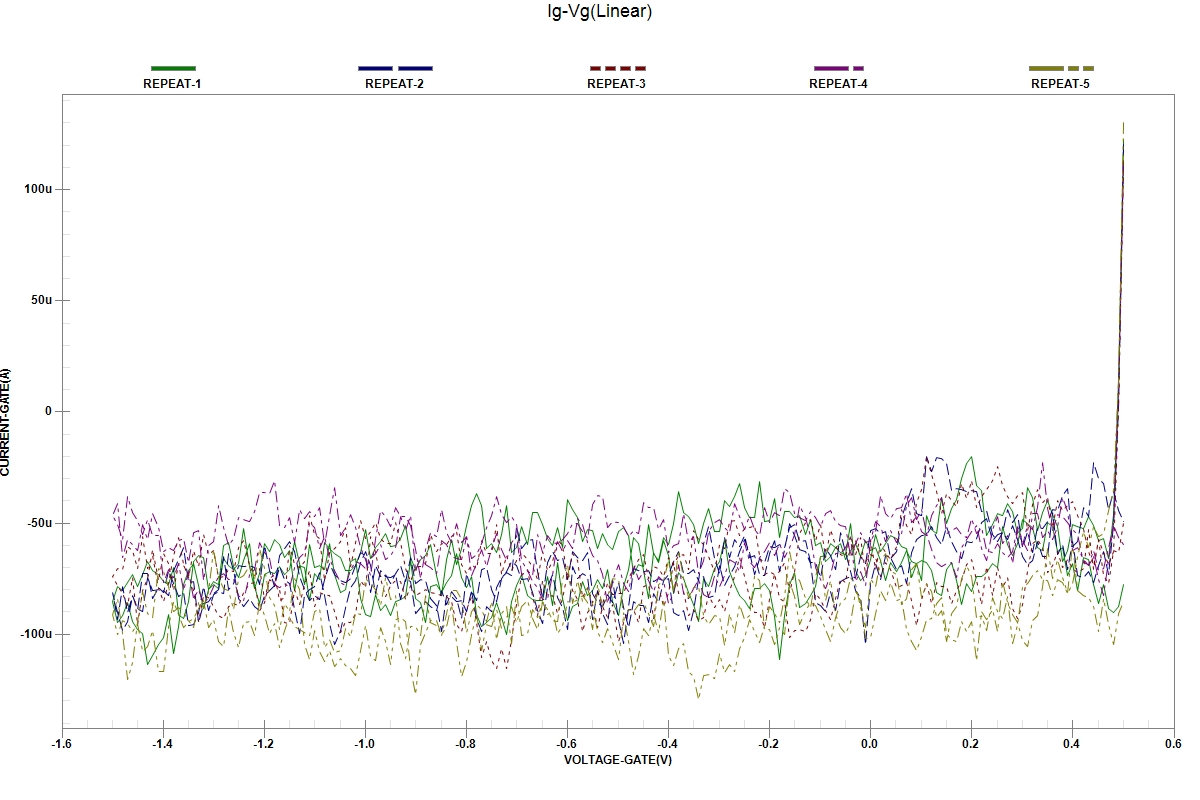 Ig-Vg(Linear)
REPEAT-1 REPEAT-2 REPEAT-3 REPEAT-4 REPEAT-5
100u
50u
0
-50u
-100u
CURRENT-GATE(A)
-1.6 -1.4 -1.2 -1.0 -0.8 -0.6 -0.4 -0.2 0.0 0.2 0.4 0.6
VOLTAGE-GATE(V)